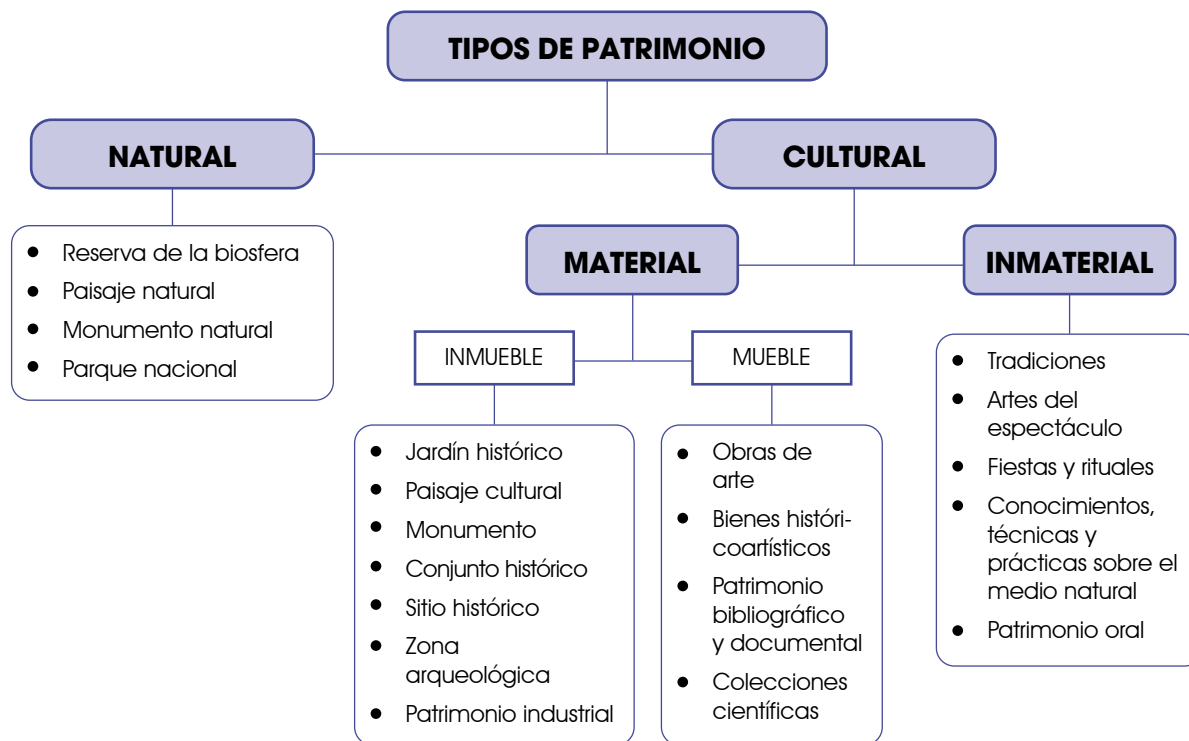 TIPOS DE PATRIMONIO
NATURAL
CULTURAL
Reserva de la biosfera
Paisaje natural
Monumento natural
Parque nacional
MATERIAL
INMATERIAL
INMUEBLE
MUEBLE
Jardín histórico
Paisaje cultural
Monumento
Conjunto histórico
Sitio histórico
Zona
arqueológica
Patrimonio industrial
Obras de
arte
Bienes históri-
coartísticos
Patrimonio
bibliográfico
y documental
Colecciones
científicas
Tradiciones
Artes del
espectáculo
Fiestas y rituales
Conocimientos,
técnicas y
prácticas sobre el
medio natural
Patrimonio oral